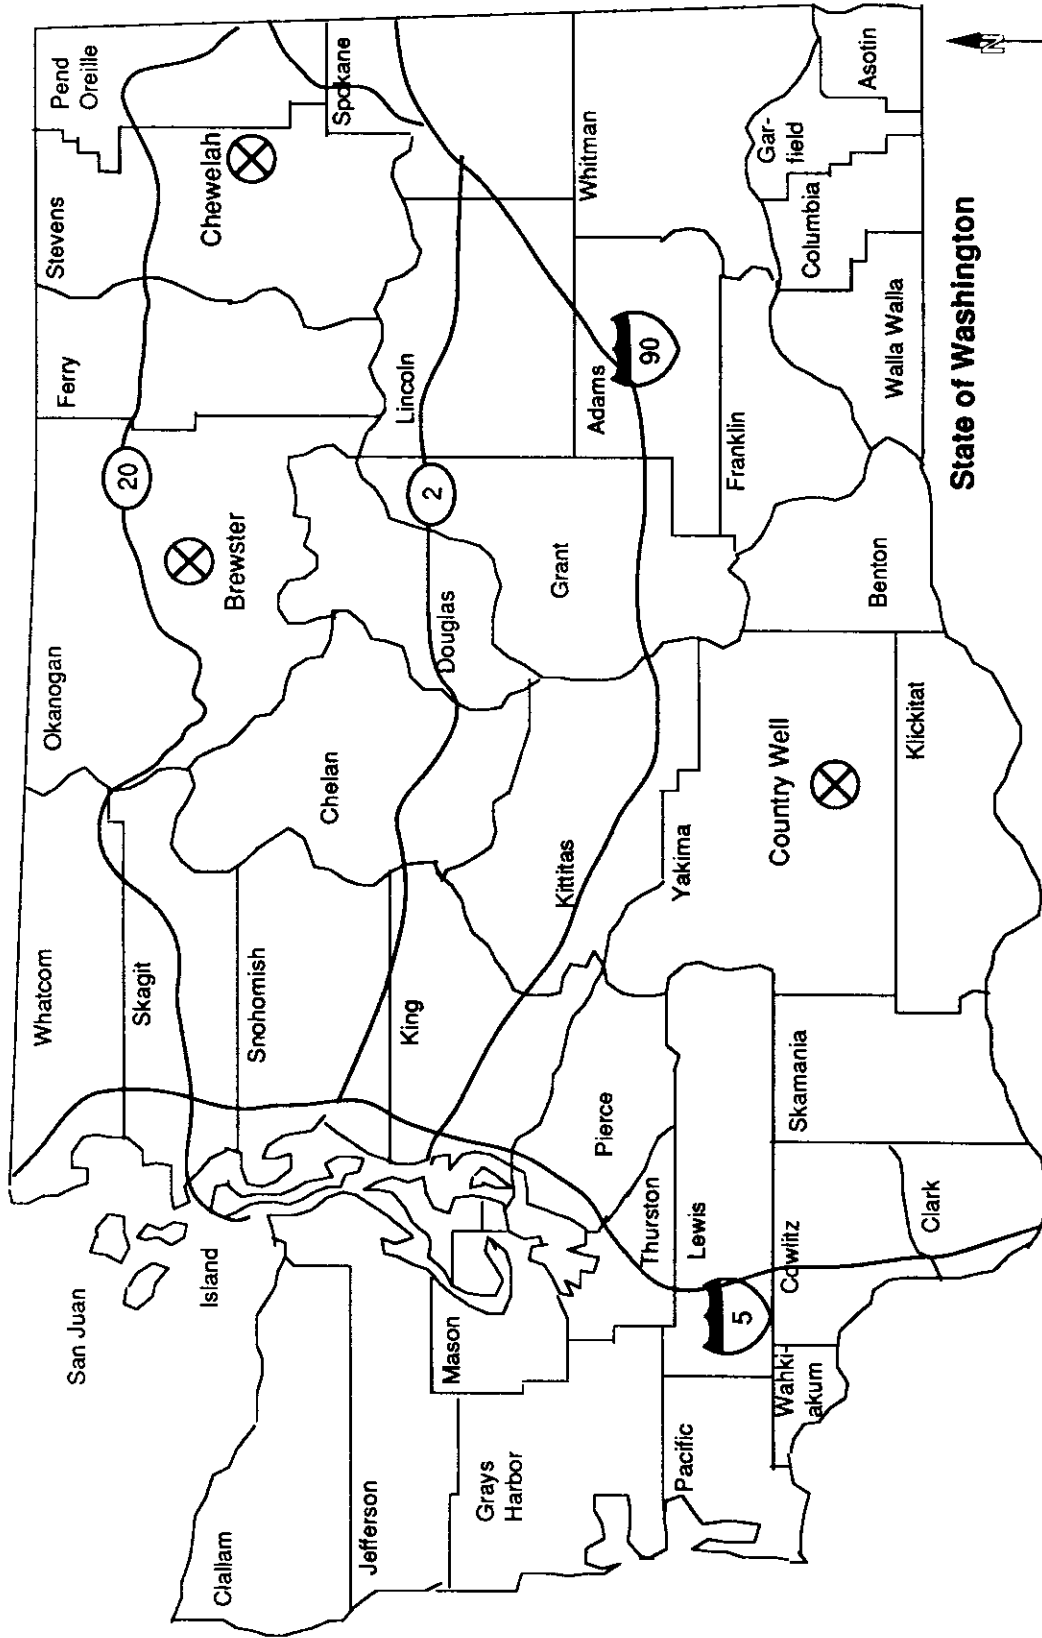 Whatcom
Okanogan
Ferry
Stevens
Pend
Oreille
San Juan
Skagit
20
Island
Brewster
Chewelah
Snohomish
Clallam
Chelan
Spokane
Jefferson
King
Douglas
2
Lincoln
Mason
Grays
Harbor
Kittitas
Grant
Adams
90
Whitman
Pierce
Thurston
Lewis
Yakima
Franklin
Gar-
field
Asotin
Pacific
5
Country Well
Columbia
Wahki-
akum
Cowlitz
Skamania
Benton
Walla Walla
Clark
Klickitat
State of Washington
N